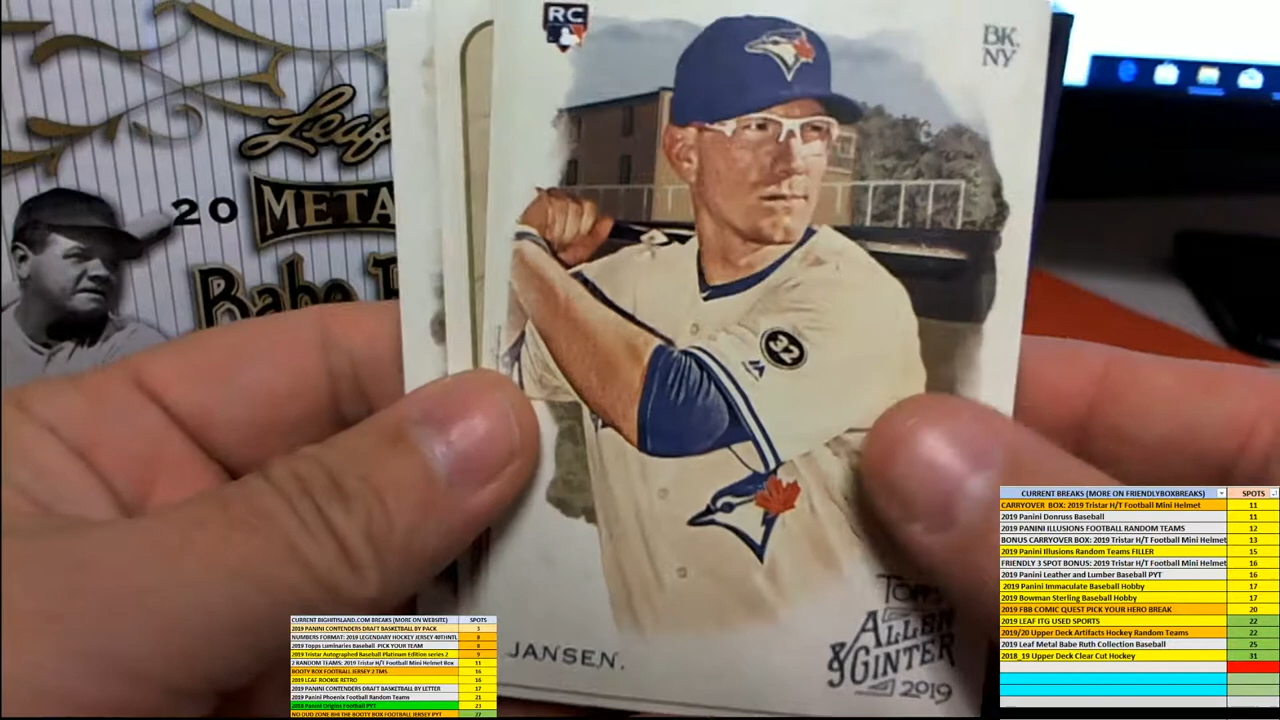 RC
BK.
NY
Leaf
20 META
Babe
32
JANSEN.
TOPPS
ALLEN
GINTER
2019
CURRENT BREAKS (MORE ON FRIENDLYBOXBREAKS) SPOTS
CARRYOVER BOX: 2019 Tristar H/T Football Mini Helmet 11
2019 Panini Donruss Baseball 11
2019 PANINI ILLUSIONS FOOTBALL RANDOM TEAMS 12
BONUS CARRYOVER BOX: 2019 Tristar H/T Football Mini Helmet 13
2019 Panini Illusions Random Teams FILLER 15
FRIENDLY 3 SPOT BONUS: 2019 Tristar H/T Football Mini Helmet 16
2019 Panini Leather and Lumber Baseball PYT 16
2019 Panini Immaculate Baseball Hobby 17
2019 Bowman Sterling Baseball Hobby 17
2019 FBB COMIC QUEST PICK YOUR HERO BREAK 20
2019 LEAF ITG USED SPORTS 22
2019/20 Upper Deck Artifacts Hockey Random Teams 22
2019 Leaf Metal Babe Ruth Collection Baseball 25
2018_19 Upper Deck Clear Cut Hockey 31
CURRENT BIGHITISLAND.COM BREAKS (MORE ON WEBSITE) SPOTS
2019 PANINI CONTENDERS DRAFT BASKETBALL BY PACK 3
NUMBERS FORMAT: 2019 LEGENDARY HOCKEY JERSEY 40THNTL 8
2019 Topps Luminaries Baseball PICK YOUR TEAM 8
2019 Tristar Autographed Baseball Platinum Edition series 2 9
2 RANDOM TEAMS: 2019 Tristar H/T Football Mini Helmet Box 11
BOOTY BOX FOOTBALL JERSEY 2 TMS 16
2019 LEAF ROOKIE RETRO 16
2019 PANINI CONTENDERS DRAFT BASKETBALL BY LETTER 17
2019 Panini Phoenix Football Random Teams 21
2018 Panini Origins Football PYT 23
NO OUD ZONE BHI THE BOOTY BOX FOOTBALL JERSEY PYT 27